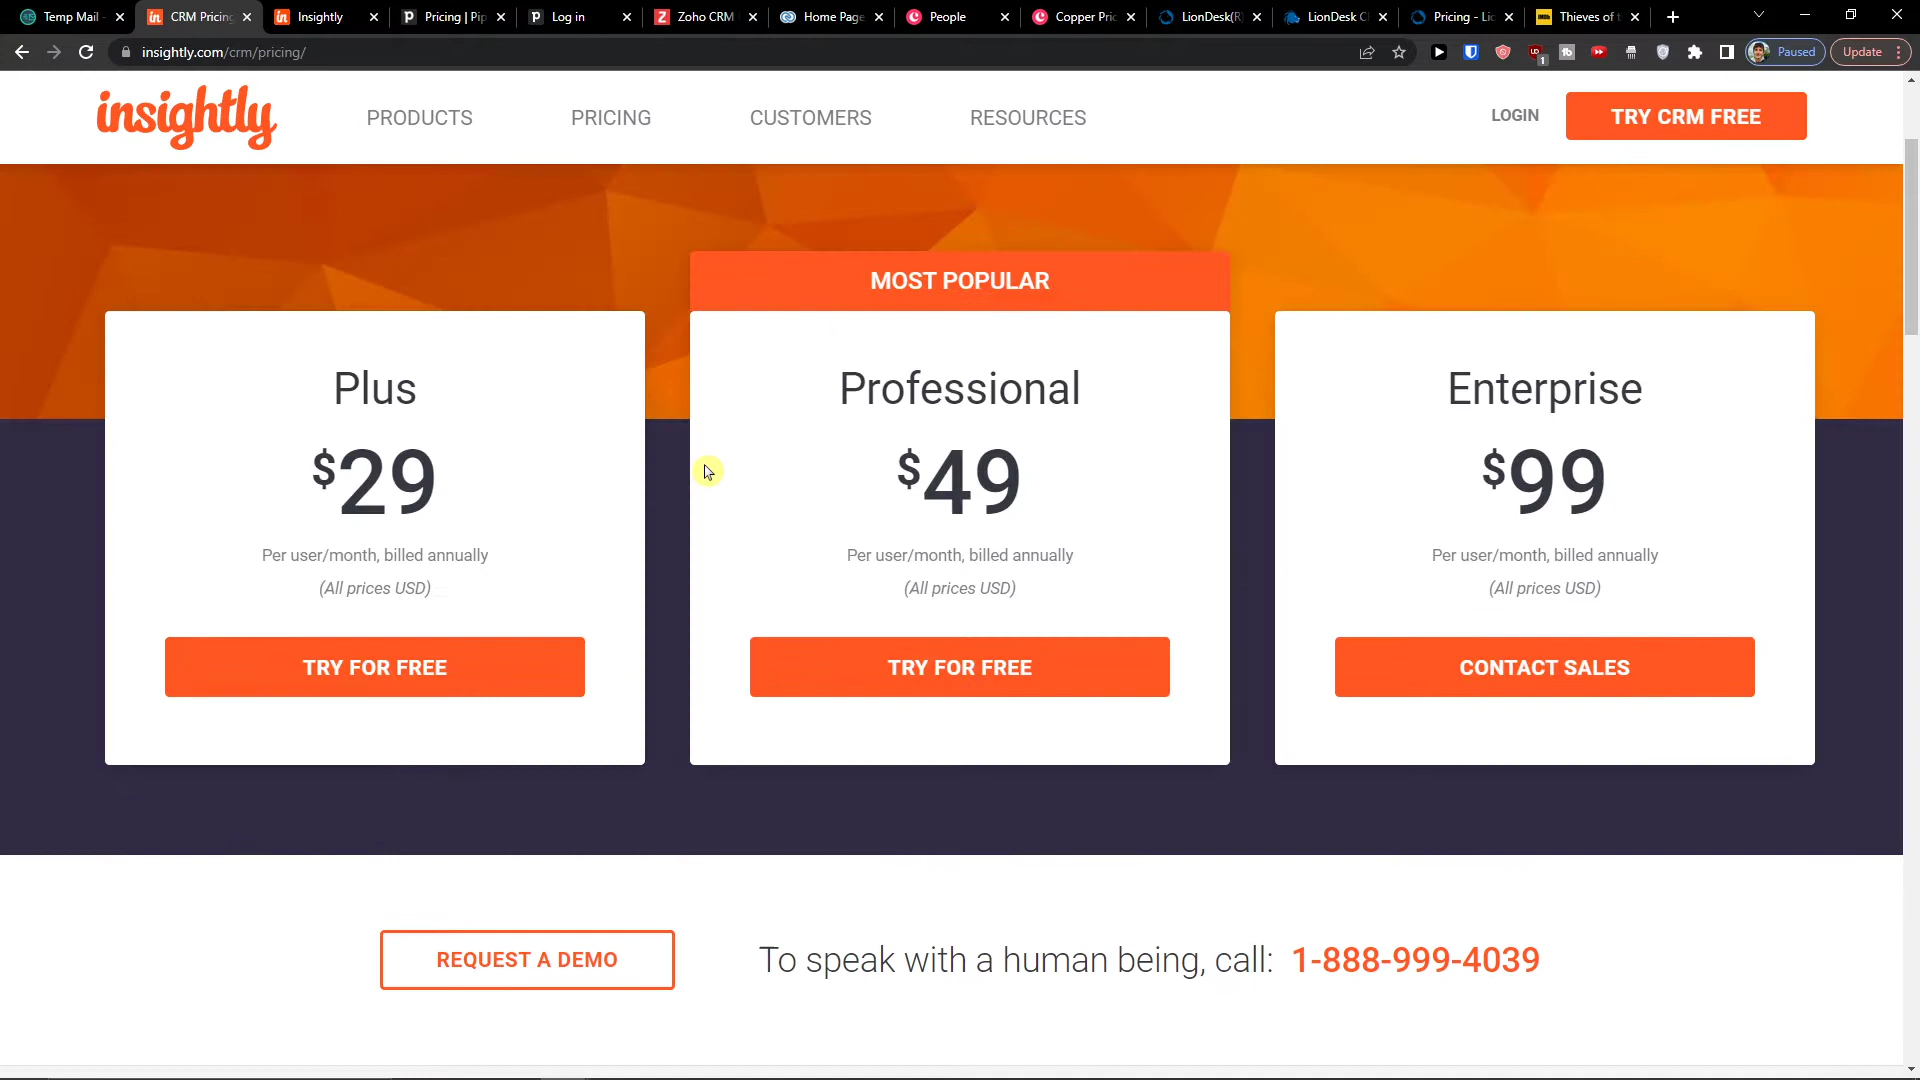 Temp Mail -
CRM Pricing
Insightly
Pricing | Pip
Log in
Zoho CRM
Home Page
People
Copper Pric
LionDesk(R
LionDesk C
Pricing - Lio
Thieves of t
insightly.com/crm/pricing/
1
Paused
Update
insightly
PRODUCTS
PRICING
CUSTOMERS
RESOURCES
LOGIN
TRY CRM FREE
MOST POPULAR
Plus
$29
Per user/month, billed annually
(All prices USD)
TRY FOR FREE
Professional
$49
Per user/month, billed annually
(All prices USD)
TRY FOR FREE
Enterprise
$99
Per user/month, billed annually
(All prices USD)
CONTACT SALES
REQUEST A DEMO
To speak with a human being, call: 1-888-999-4039